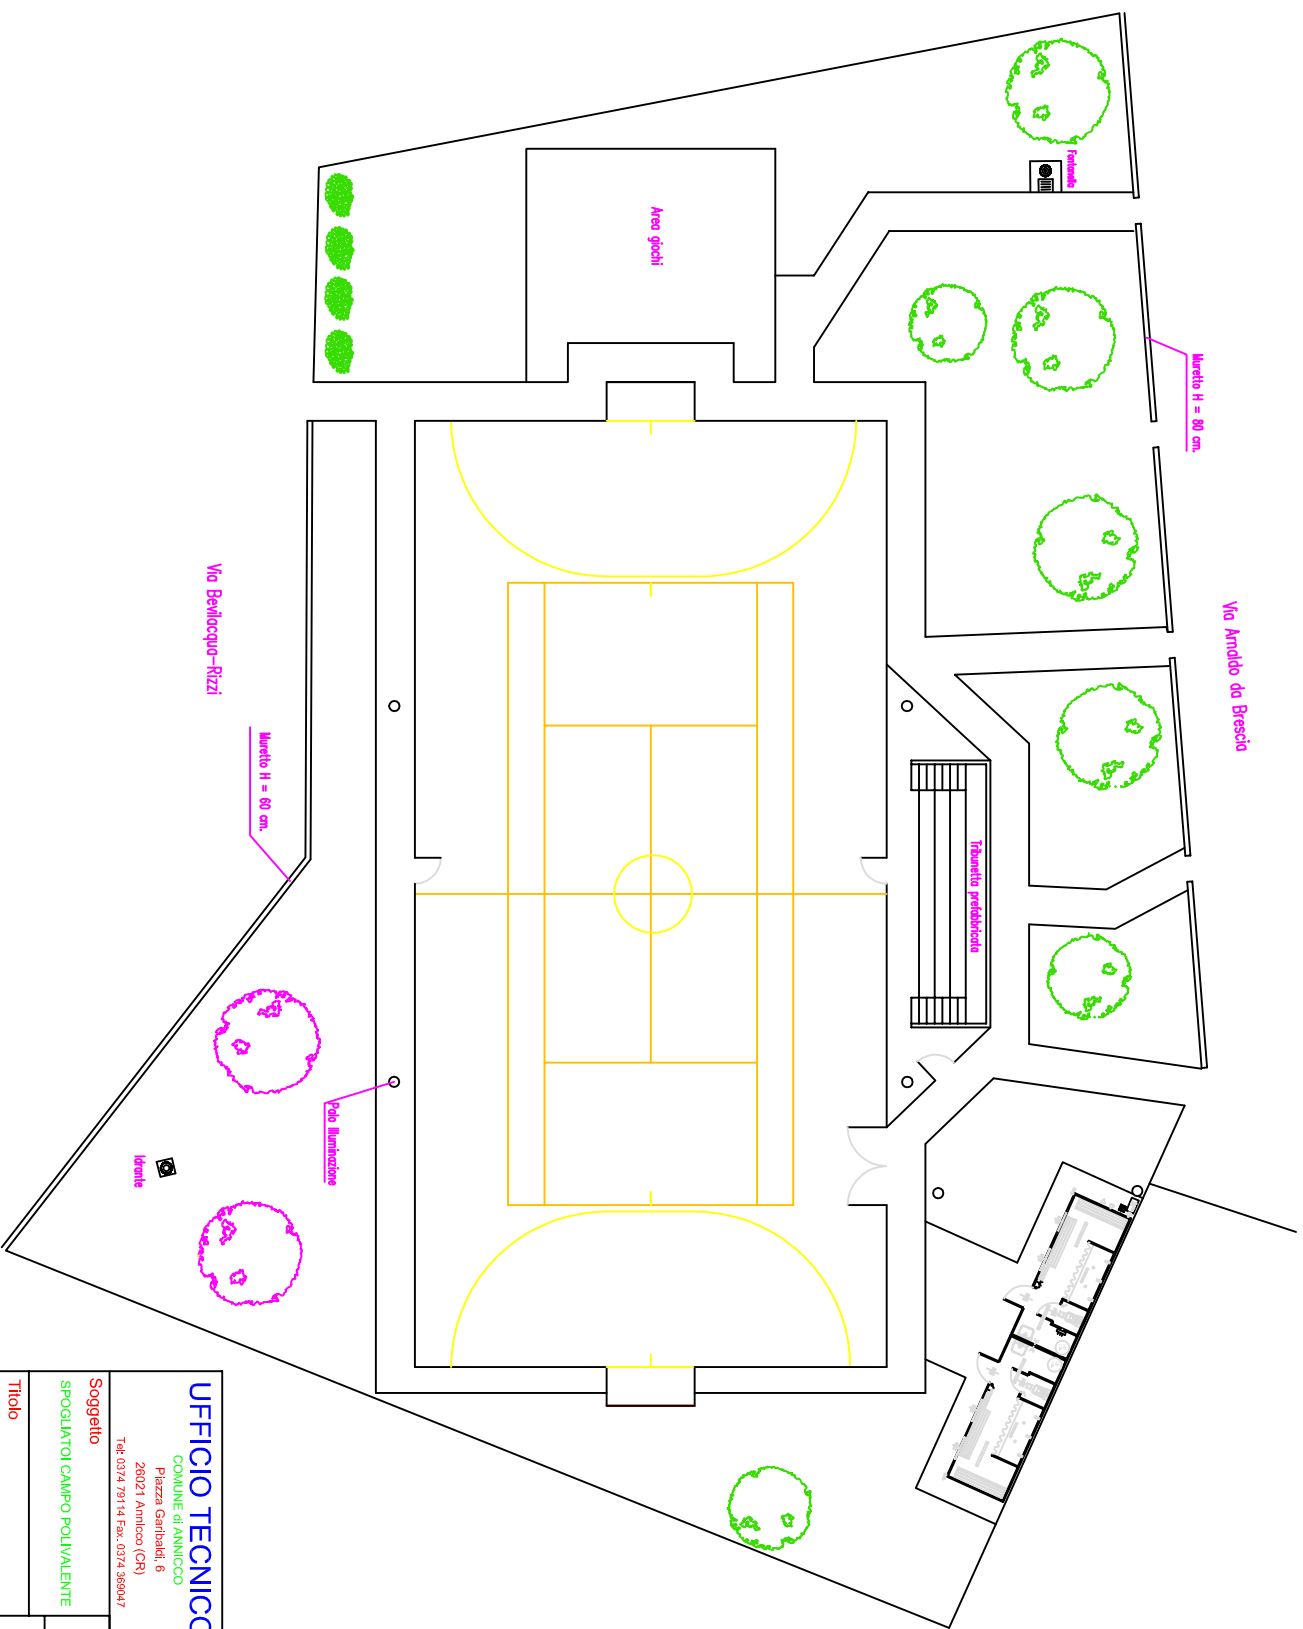 Fontanella
Area giochi
Muretto H = 80 cm.
Via Arnaldo da Brescia
Via Bevilacqua-Rizzi
Muretto H = 60 cm.
Tribunetta prefabbricata
Palo Illuminazione
Idrante
UFFICIO TECNICO
COMUNE di ANNICCO
Piazza Garibaldi, 6
26021 Annicco (CR)
Tel: 0374 79114 Fax. 0374 369047
Soggetto
SPOGLIATOI CAMPO POLIVALENTE
Titolo